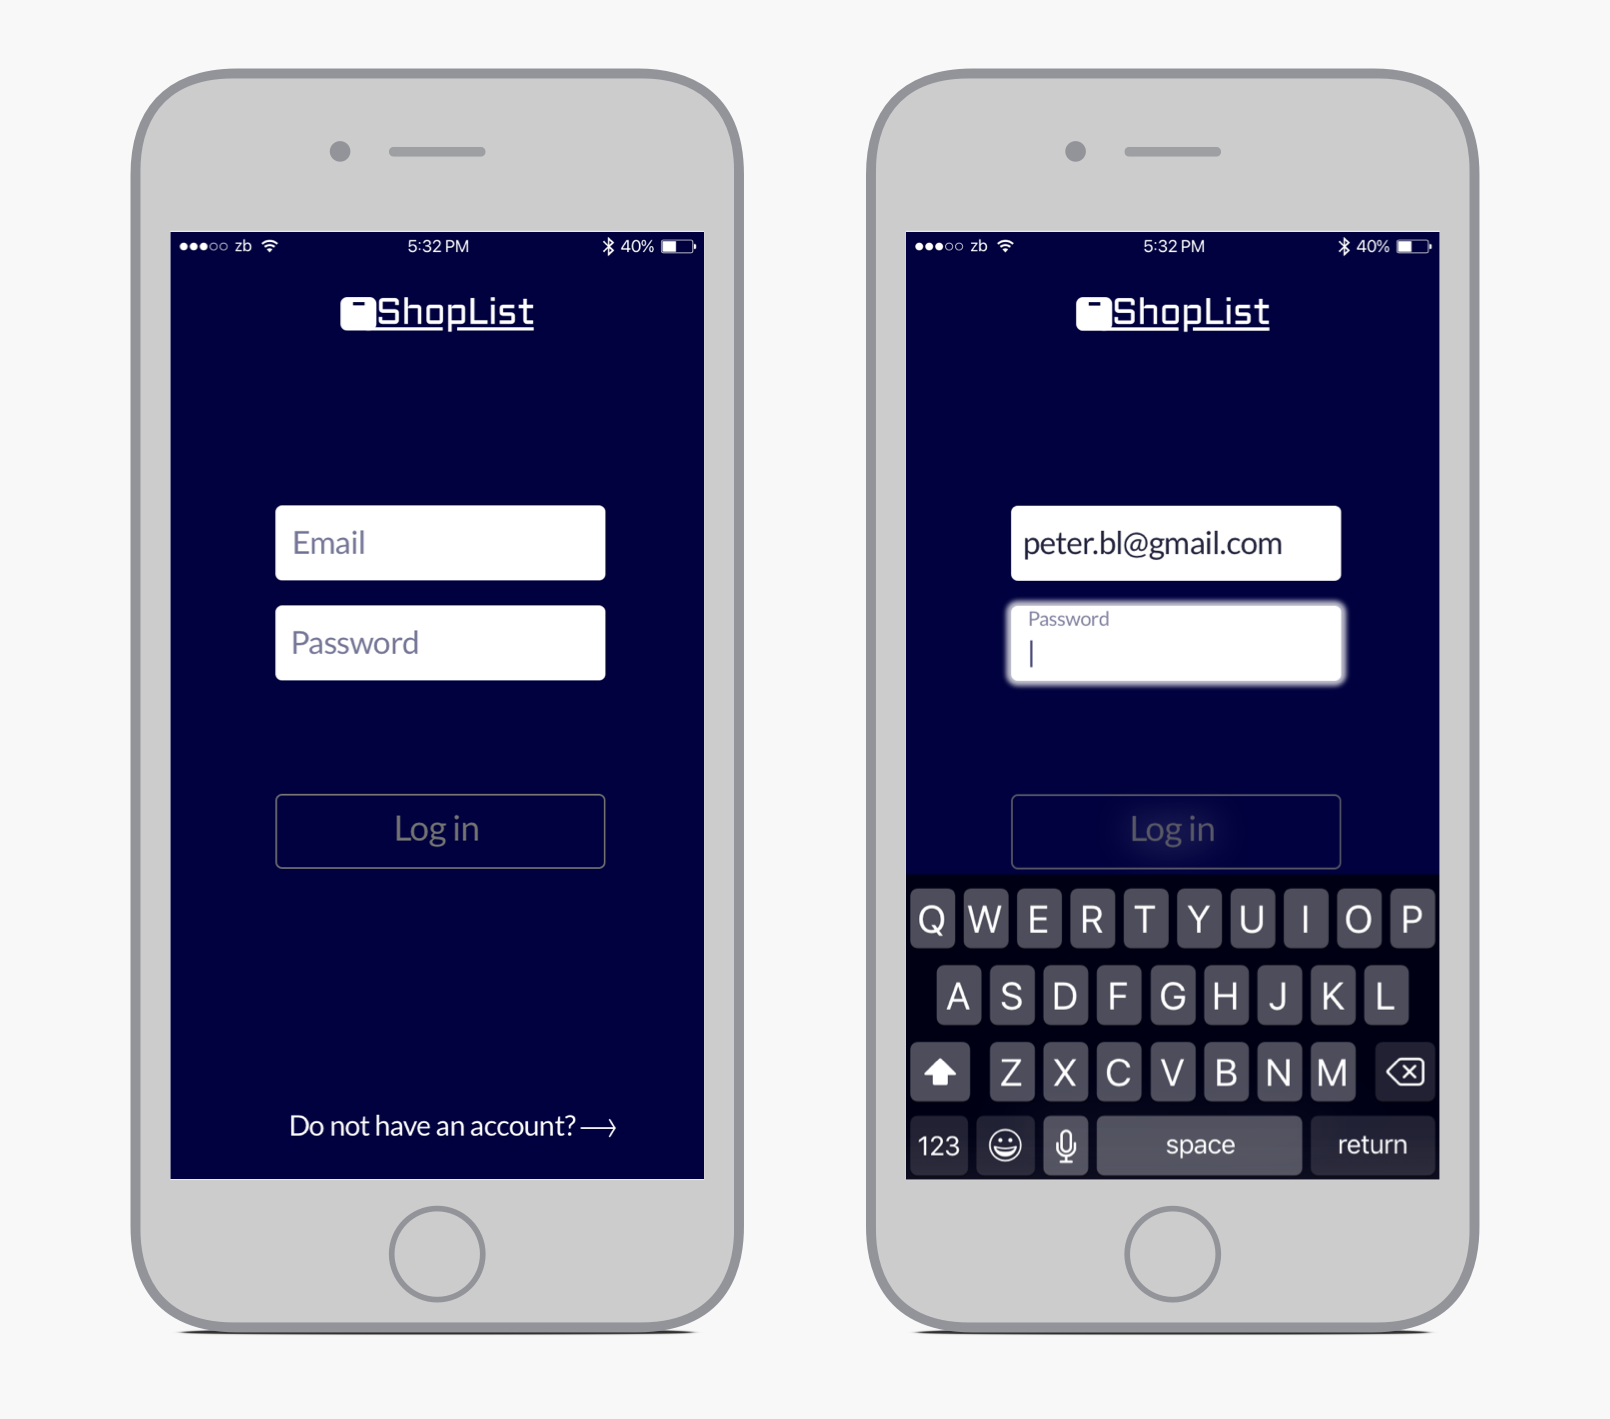 zb 5:32 PM 40%
ShopList
Email
Password
Log in
Do not have an account?
zb 5:32 PM 40%
ShopList
peter.bl@gmail.com
Password
Log in
Q W E R T Y U I O P
A S D F G H J K L
Z X C V B N M
123 space return